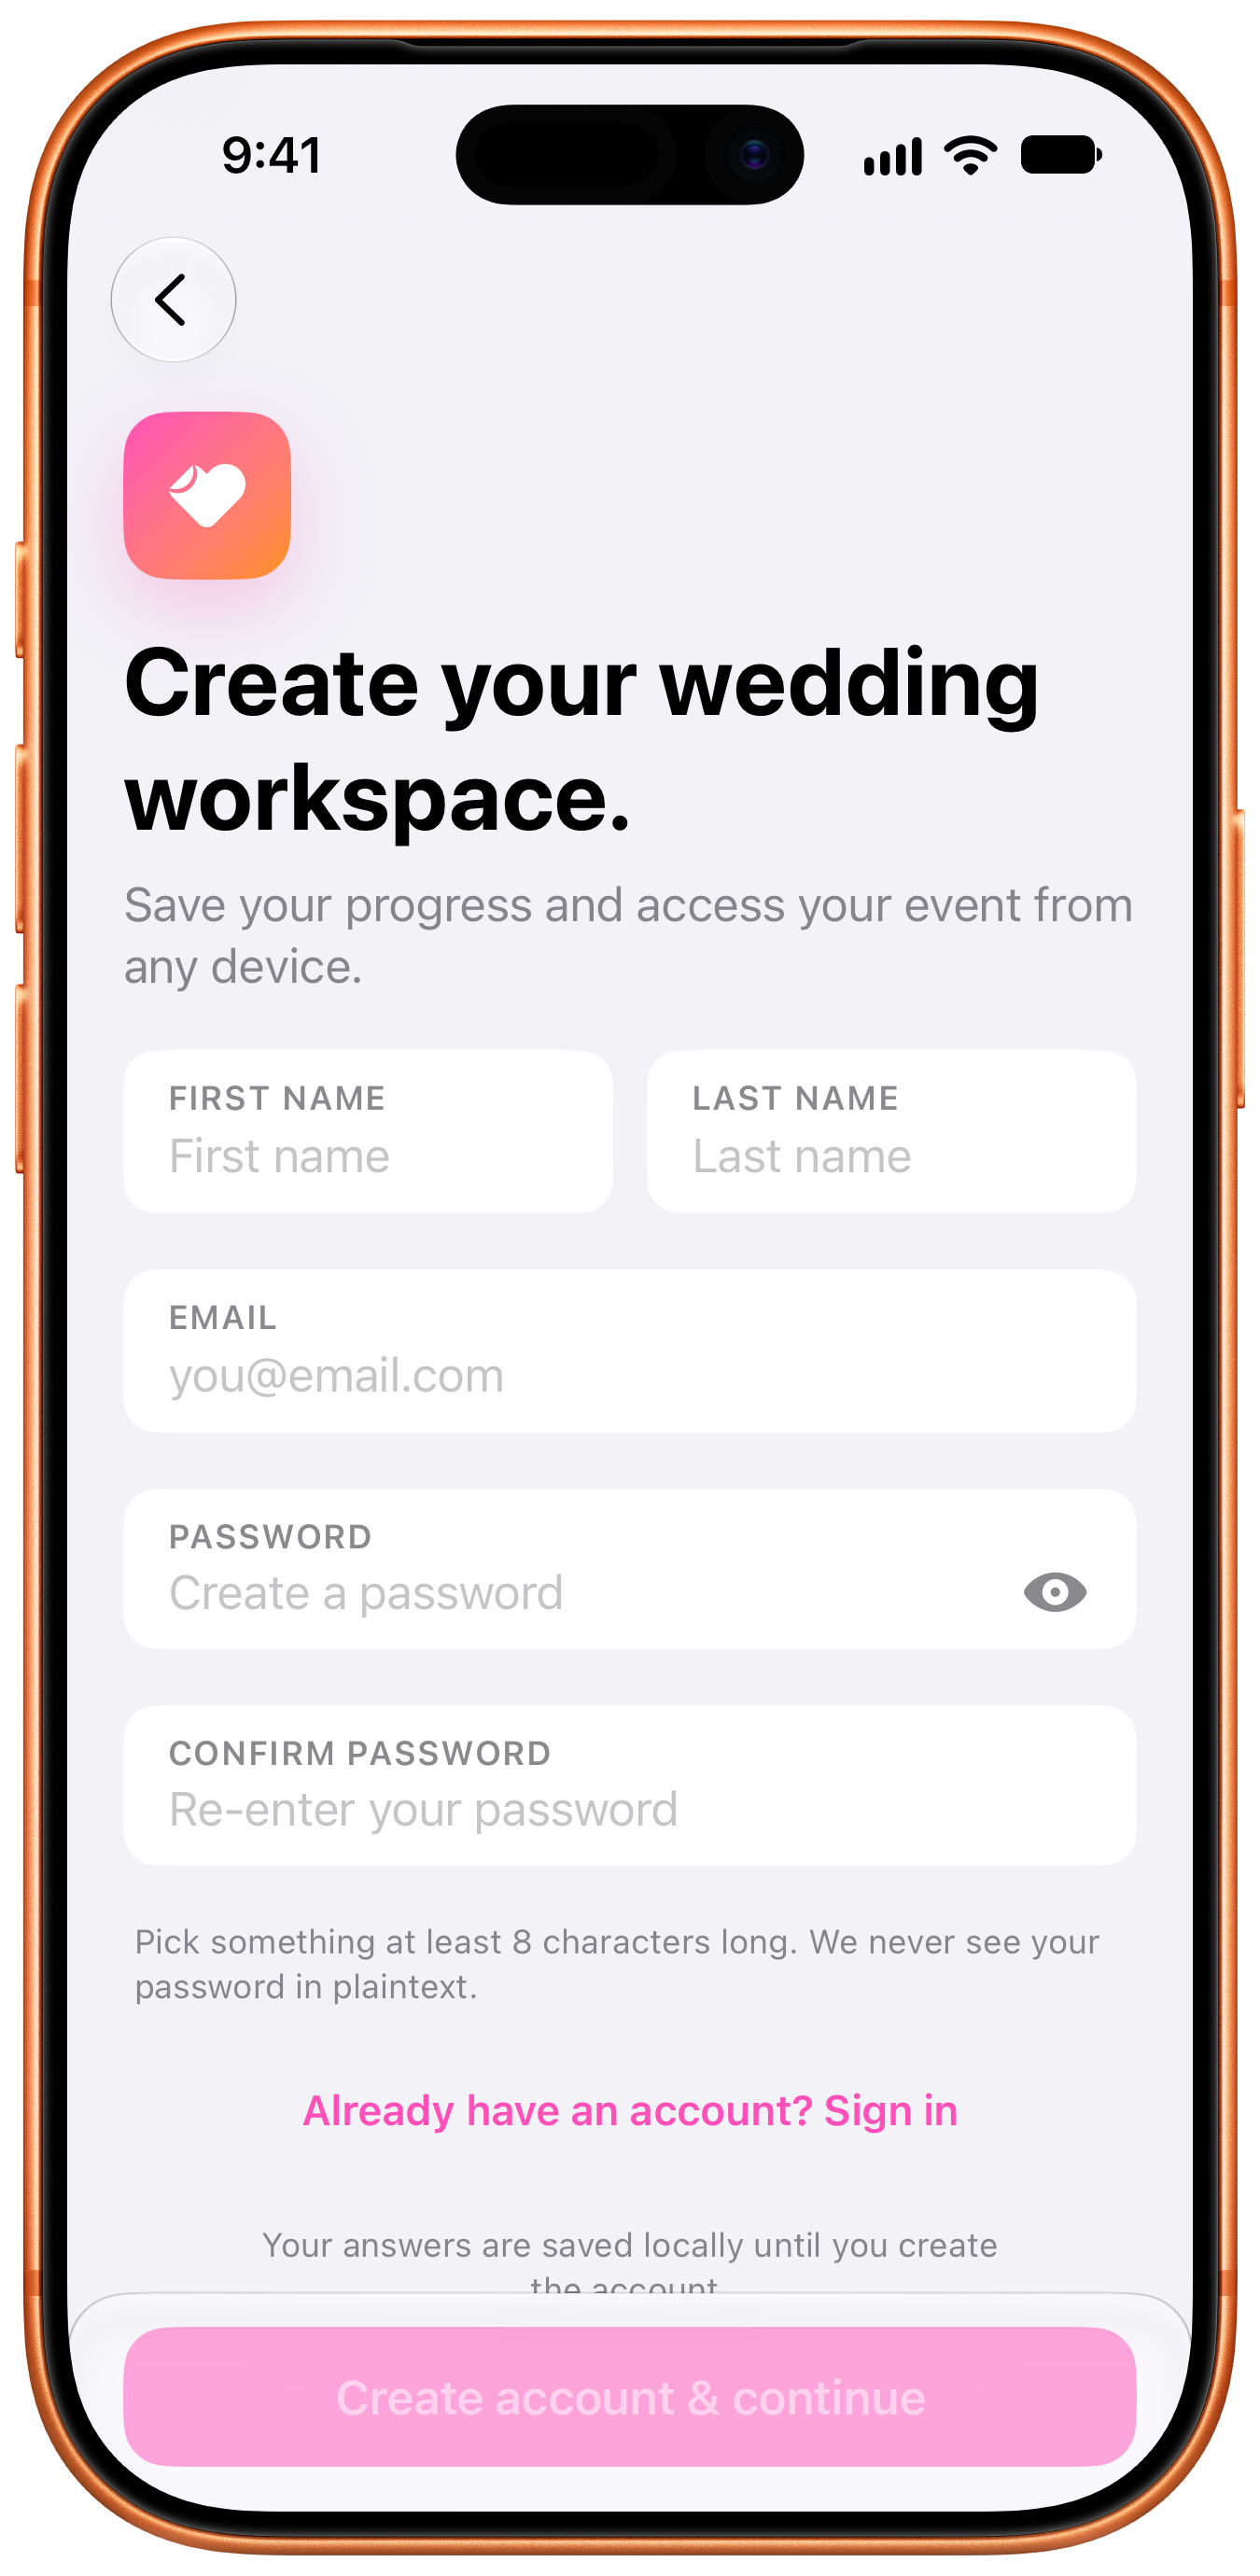 9:41
Create your wedding
workspace.
Save your progress and access your event from
any device.
FIRST NAME
First name
LAST NAME
Last name
EMAIL
you@email.com
PASSWORD
Create a password
CONFIRM PASSWORD
Re-enter your password
Pick something at least 8 characters long. We never see your
password in plaintext.
Already have an account? Sign in
Your answers are saved locally until you create
the account
Create account & continue